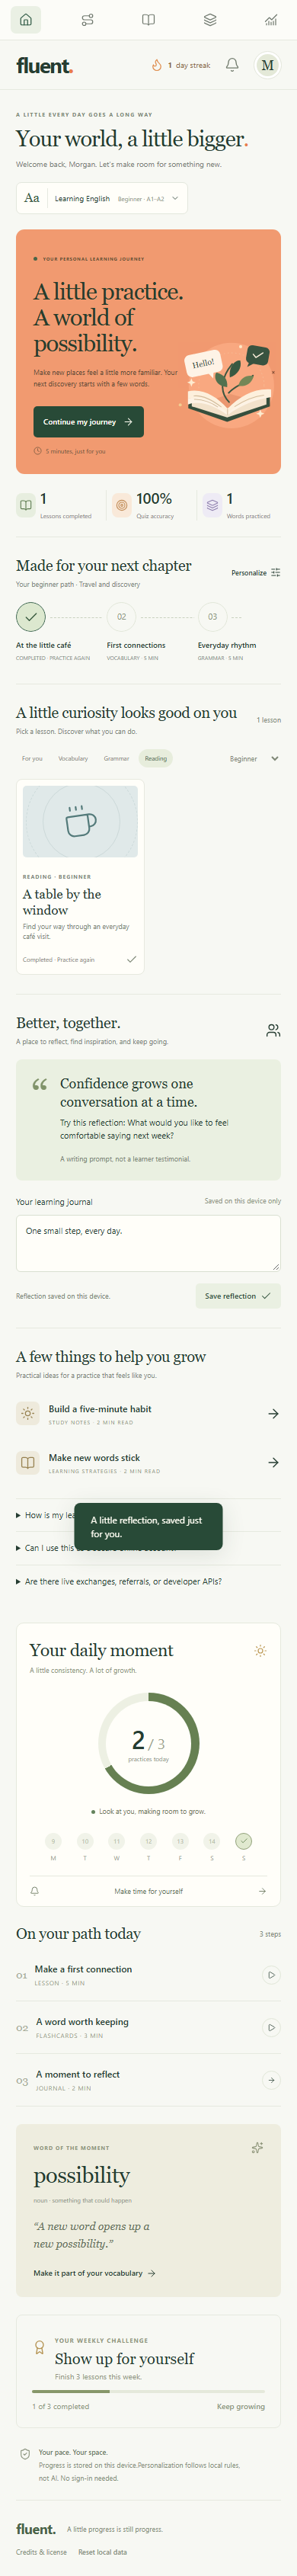 fluent.
1 day streak
M
A LITTLE EVERY DAY GOES A LONG WAY
Your world, a little bigger.
Welcome back, Morgan. Let's make room for something new.
Aa Learning English Beginner · A1-A2
YOUR PERSONAL LEARNING JOURNEY
A little practice.
A world of
possibility.
Make new places feel a little more familiar. Your
next discovery starts with a few words.
Hello!
Continue my journey
5 minutes, just for you
1
Lessons completed
100%
Quiz accuracy
1
Words practiced
Made for your next chapter
Your beginner path · Travel and discovery
Personalize
02
03
At the little café
COMPLETED · PRACTICE AGAIN
First connections
VOCABULARY · 5 MIN
Everyday rhythm
GRAMMAR · 5 MIN
A little curiosity looks good on you
1 lesson
Pick a lesson. Discover what you can do.
For you
Vocabulary
Grammar
Reading
Beginner
READING · BEGINNER
A table by the
window
Find your way through an everyday
café visit.
Completed · Practice again
Better, together.
A place to reflect, find inspiration, and keep going.
“
Confidence grows one
conversation at a time.
Try this reflection: What would you like to feel
comfortable saying next week?
A writing prompt, not a learner testimonial.
Your learning journal
Saved on this device only
One small step, every day.
Reflection saved on this device.
Save reflection
A few things to help you grow
Practical ideas for a practice that feels like you.
Build a five-minute habit
STUDY NOTES · 2 MIN READ
Make new words stick
LEARNING STRATEGIES · 2 MIN READ
How is my
A little reflection, saved just
for you.
Can I use this
Are there live exchanges, referrals, or developer APIs?
Your daily moment
A little consistency. A lot of growth.
2 / 3
practices today
Look at you, making room to grow.
9
10
11
12
13
14
M
T
W
T
F
S
S
Make time for yourself
On your path today
3 steps
01 Make a first connection
LESSON · 5 MIN
02 A word worth keeping
FLASHCARDS · 3 MIN
03 A moment to reflect
JOURNAL · 2 MIN
WORD OF THE MOMENT
possibility
noun · something that could happen
“A new word opens up a
new possibility.”
Make it part of your vocabulary
YOUR WEEKLY CHALLENGE
Show up for yourself
Finish 3 lessons this week.
1 of 3 completed
Keep growing
Your pace. Your space.
Progress is stored on this device.Personalization follows local rules,
not AI. No sign-in needed.
fluent.
A little progress is still progress.
Credits & license
Reset local data